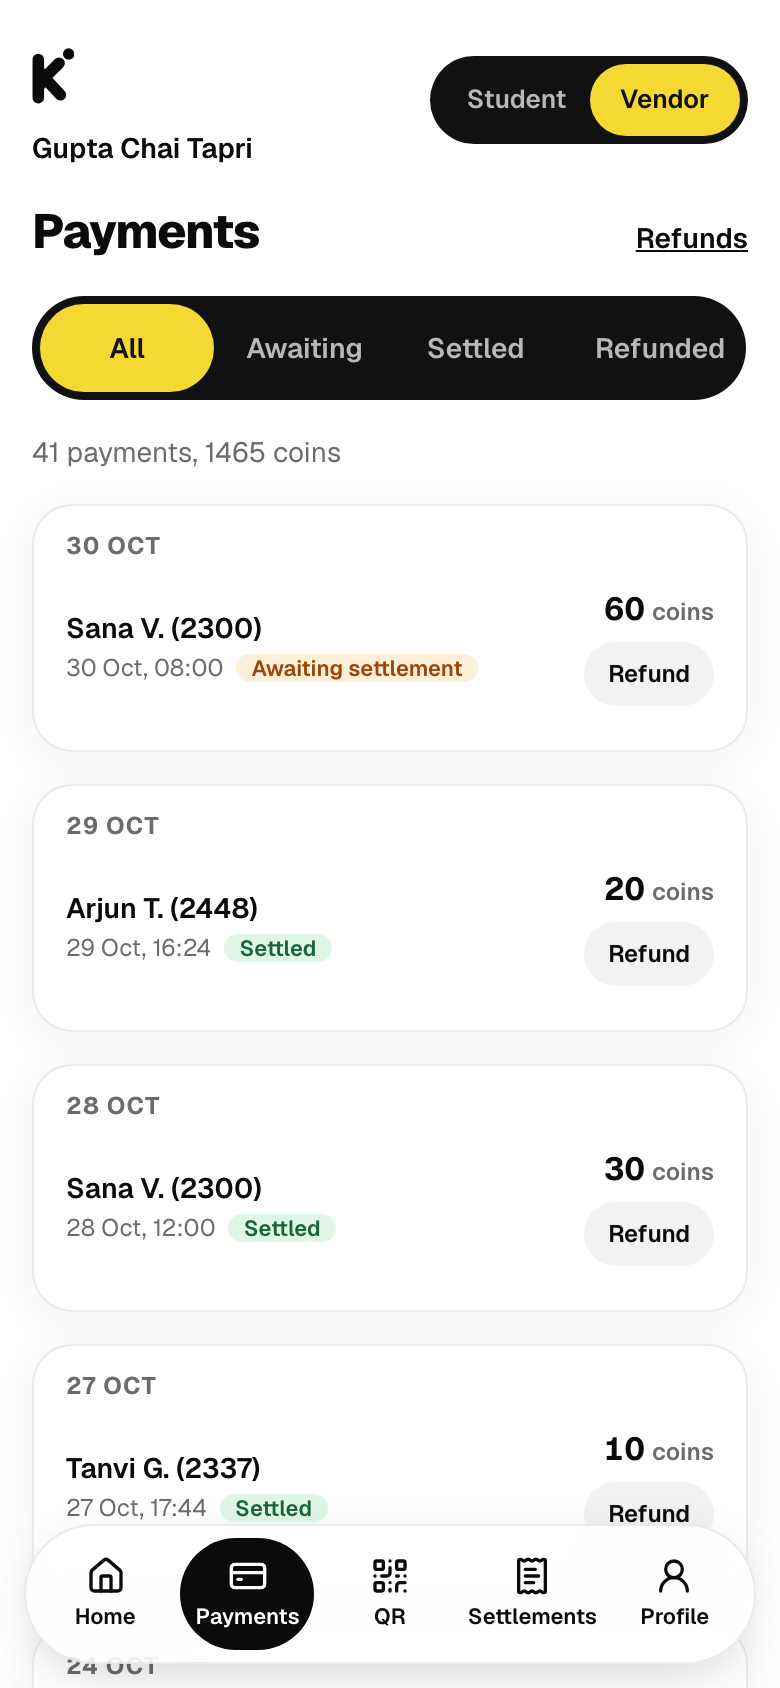 K
Student Vendor
Gupta Chai Tapri
Payments
Refunds
All Awaiting Settled Refunded
41 payments, 1465 coins
30 OCT
60 coins
Sana V. (2300)
30 Oct, 08:00 Awaiting settlement
Refund
29 OCT
20 coins
Arjun T. (2448)
29 Oct, 16:24 Settled
Refund
28 OCT
30 coins
Sana V. (2300)
28 Oct, 12:00 Settled
Refund
27 OCT
10 coins
Tanvi G. (2337)
27 Oct, 17:44 Settled
Refund
Home Payments QR Settlements Profile
24 OCT